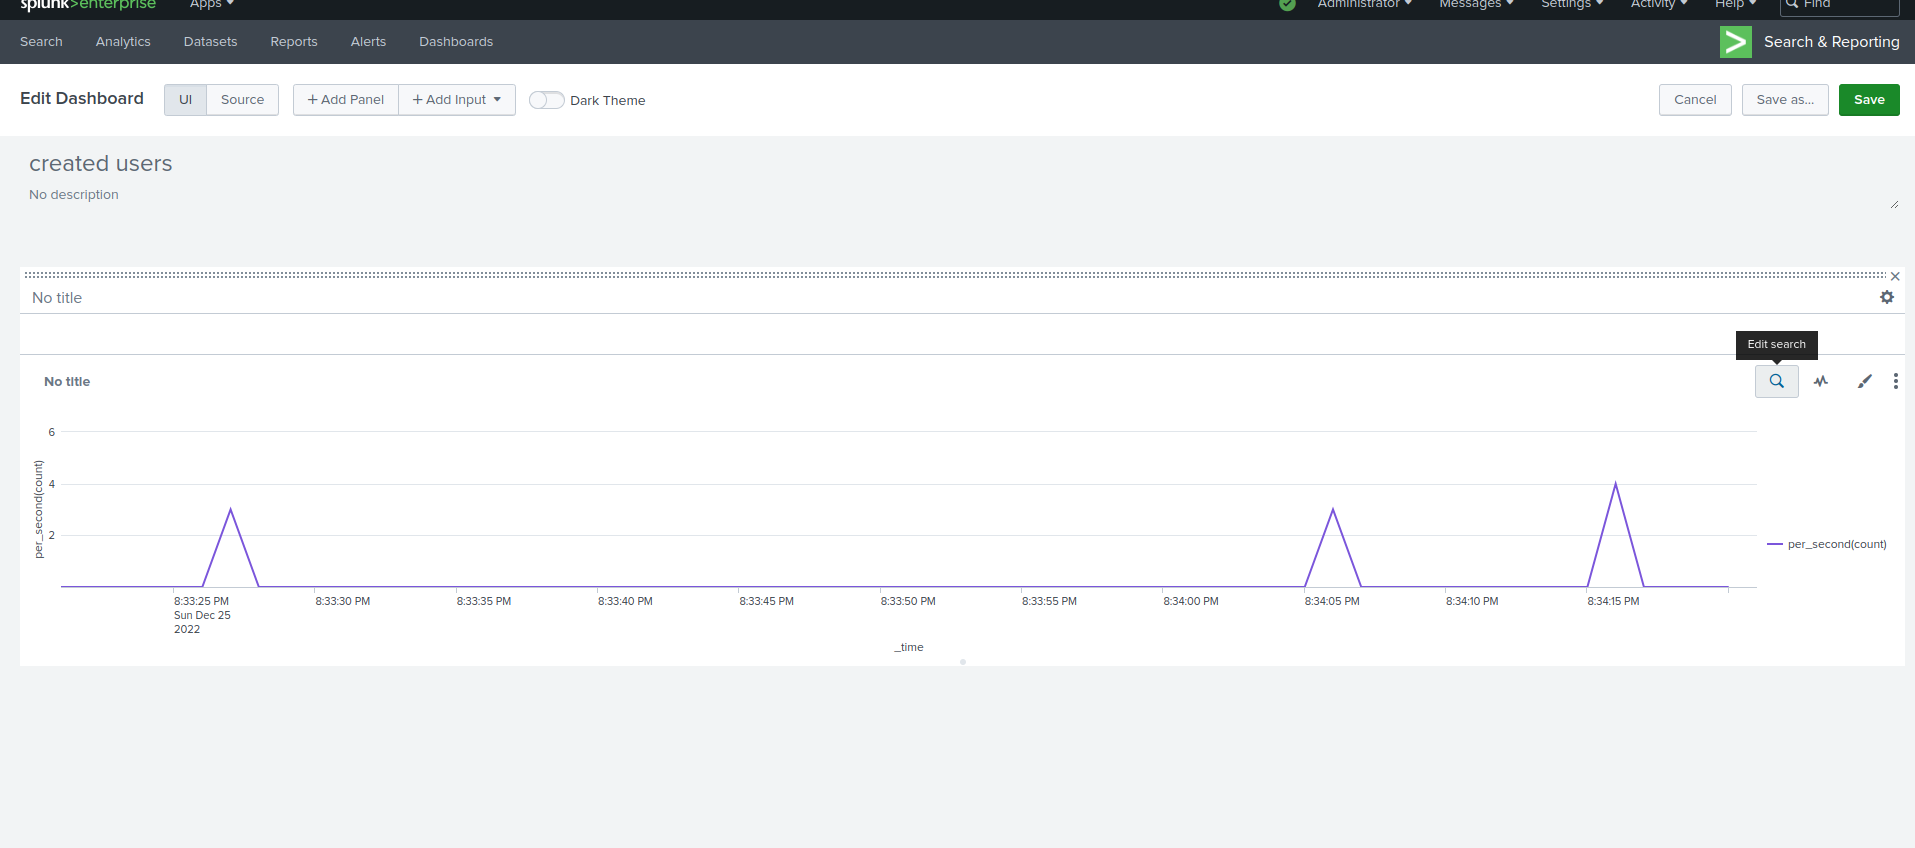 splunk>enterprise Apps Administrator Messages Settings Activity Help Find
Search Analytics Datasets Reports Alerts Dashboards Search & Reporting
Edit Dashboard UI Source + Add Panel + Add Input Dark Theme Cancel Save as... Save
created users
No description
No title
Edit search
No title
6
4
2
per_second(count)
per_second(count)
8:33:25 PM 8:33:30 PM 8:33:35 PM 8:33:40 PM 8:33:45 PM 8:33:50 PM 8:33:55 PM 8:34:00 PM 8:34:05 PM 8:34:10 PM 8:34:15 PM
Sun Dec 25
2022
_time